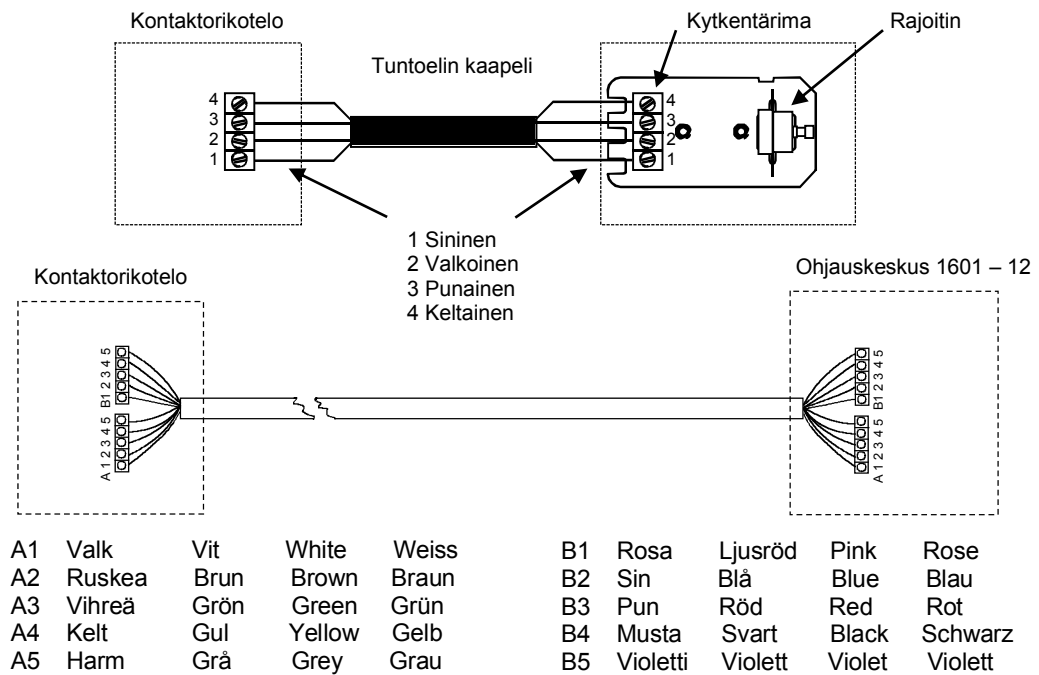 Kontaktorikotelo
Kytkentärima
Rajoitin
Tuntoelin kaapeli
4
3
2
1
4
3
2
1
1 Sininen
2 Valkoinen
3 Punainen
4 Keltainen
Kontaktorikotelo
Ohjauskeskus 1601 – 12
B1 2 3 4 5
A 1 2 3 4 5
B1 2 3 4 5
A 1 2 3 4 5
A1 Valk Vit White Weiss
A2 Ruskea Brun Brown Braun
A3 Vihreä Grön Green Grün
A4 Kelt Gul Yellow Gelb
A5 Harm Grå Grey Grau
B1 Rosa Ljusröd Pink Rose
B2 Sin Blå Blue Blau
B3 Pun Röd Red Rot
B4 Musta Svart Black Schwarz
B5 Violetti Violett Violet Violett